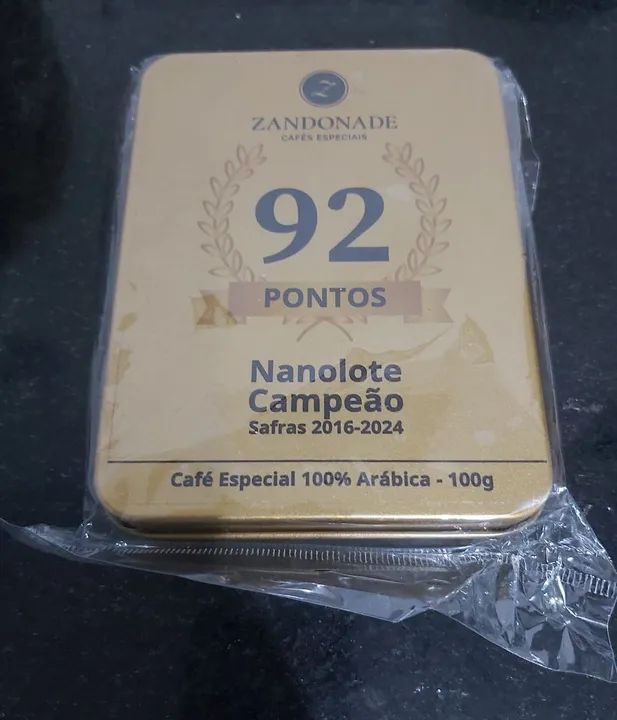 Z
ZANDONADE
CAFÉS ESPECIAIS
92
PONTOS
Nanolote
Campeão
Safras 2016-2024
Café Especial 100% Arábica - 100g